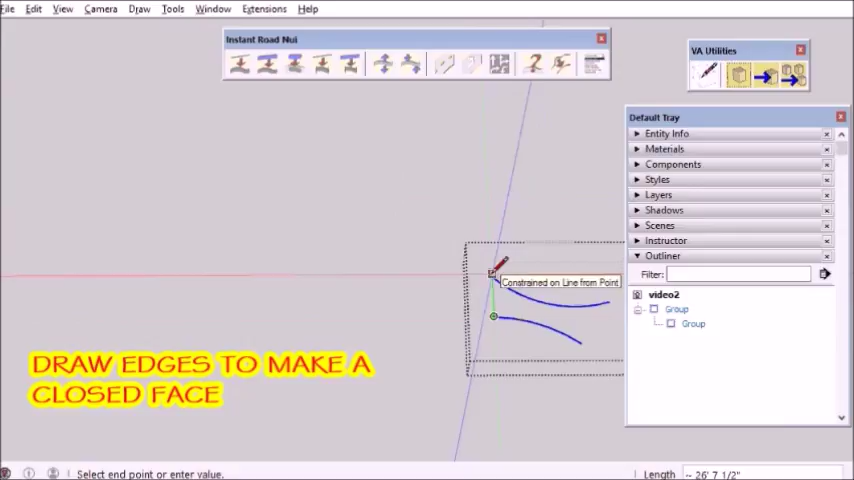 File Edit View Camera Draw Tools Window Extensions Help
Instant Road Nui
VA Utilities
Default Tray
Entity Info
Materials
Components
Styles
Layers
Shadows
Scenes
Instructor
Outliner
Filter:
video2
Group
Group
Constrained on Line from Point
DRAW EDGES TO MAKE A
CLOSED FACE
Select end point or enter value.
Length ~ 26' 7 1/2"